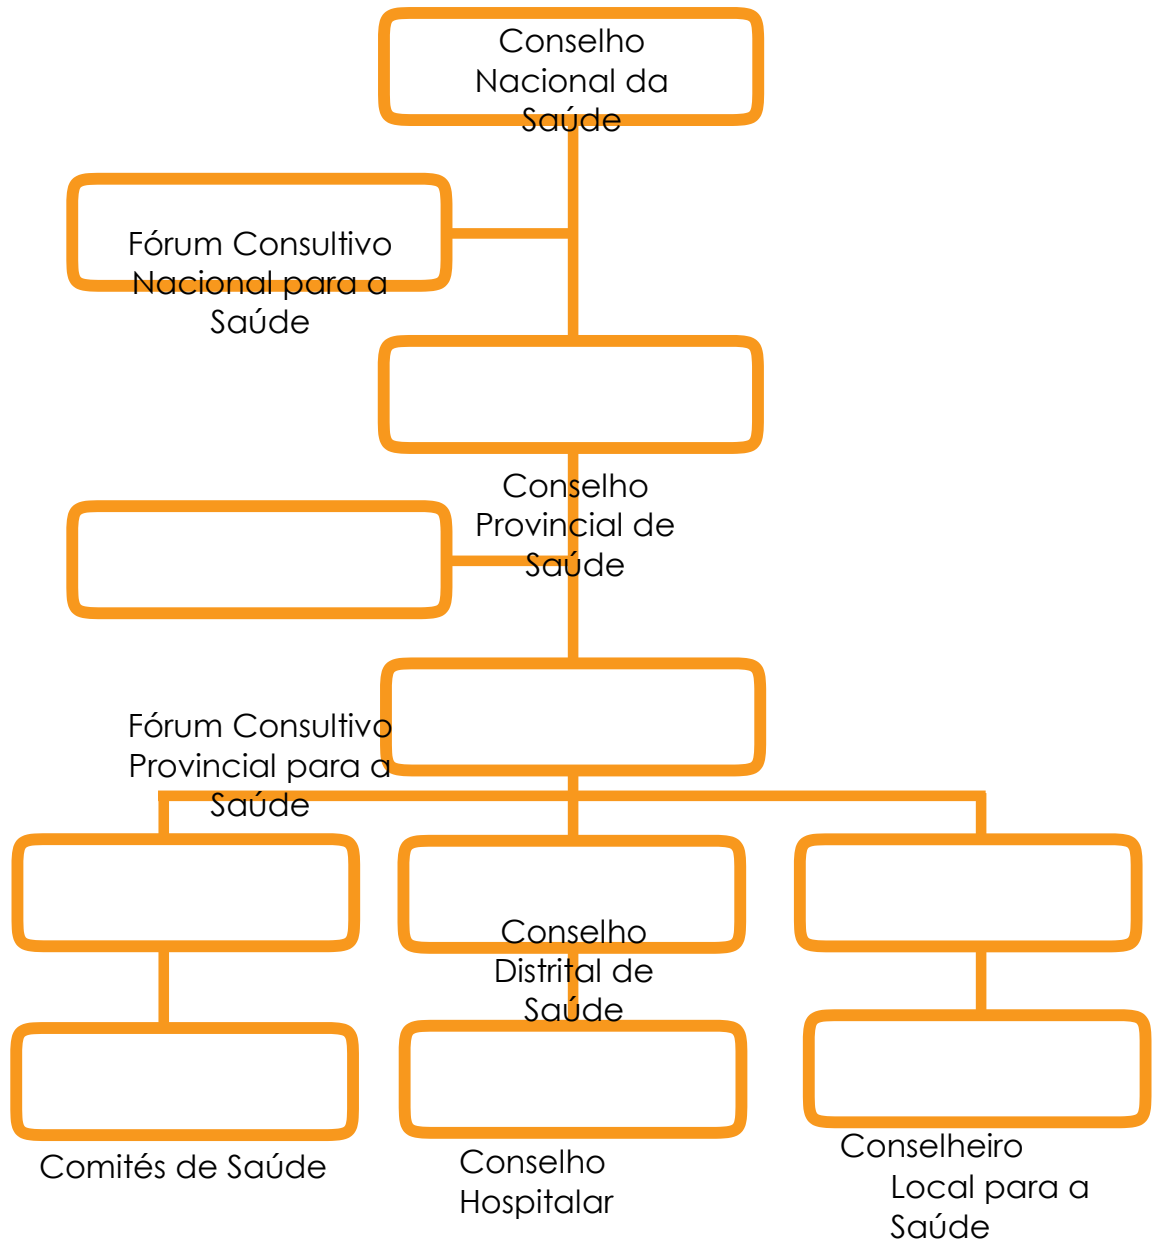 Conselho
Nacional da
Saúde
Fórum Consultivo
Nacional para a
Saúde
Conselho
Provincial de
Saúde
Fórum Consultivo
Provincial para a
Saúde
Conselho
Distrital de
Saúde
Comités de Saúde
Conselho
Hospitalar
Conselheiro
Local para a
Saúde